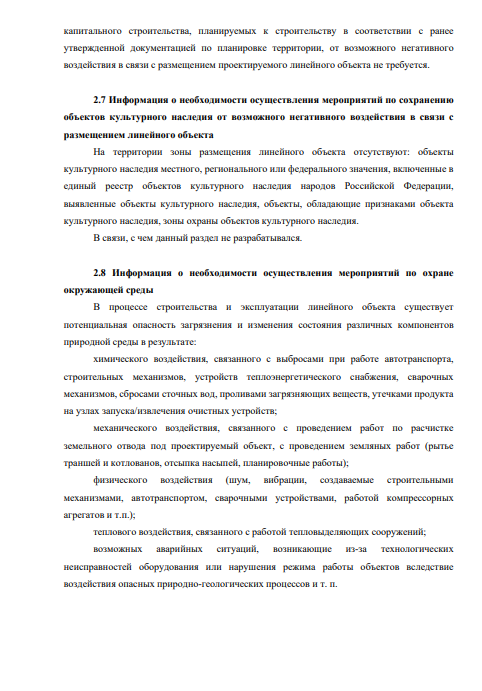 капитального строительства, планируемых к строительству в соответствии с ранее
утвержденной документацией по планировке территории, от возможного негативного
воздействия в связи с размещением проектируемого линейного объекта не требуется.
2.7 Информация о необходимости осуществления мероприятий по сохранению
объектов культурного наследия от возможного негативного воздействия в связи с
размещением линейного объекта
На территории зоны размещения линейного объекта отсутствуют: объекты
культурного наследия местного, регионального или федерального значения, включенные в
единый реестр объектов культурного наследия народов Российской Федерации,
выявленные объекты культурного наследия, объекты, обладающие признаками объекта
культурного наследия, зоны охраны объектов культурного наследия.
В связи, с чем данный раздел не разрабатывался.
2.8 Информация о необходимости осуществления мероприятий по охране
окружающей среды
В процессе строительства и эксплуатации линейного объекта существует
потенциальная опасность загрязнения и изменения состояния различных компонентов
природной среды в результате:
химического воздействия, связанного с выбросами при работе автотранспорта,
строительных механизмов, устройств теплоэнергетического снабжения, сварочных
механизмов, сбросами сточных вод, проливами загрязняющих веществ, утечками продукта
на узлах запуска/извлечения очистных устройств;
механического воздействия, связанного с проведением работ по расчистке
земельного отвода под проектируемый объект, с проведением земляных работ (рытье
траншей и котлованов, отсыпка насыпей, планировочные работы);
физического воздействия (шум, вибрации, создаваемые строительными
механизмами, автотранспортом, сварочными устройствами, работой компрессорных
агрегатов и т.п.);
теплового воздействия, связанного с работой тепловыделяющих сооружений;
возможных аварийных ситуаций, возникающие из-за технологических
неисправностей оборудования или нарушения режима работы объектов вследствие
воздействия опасных природно-геологических процессов и т. п.